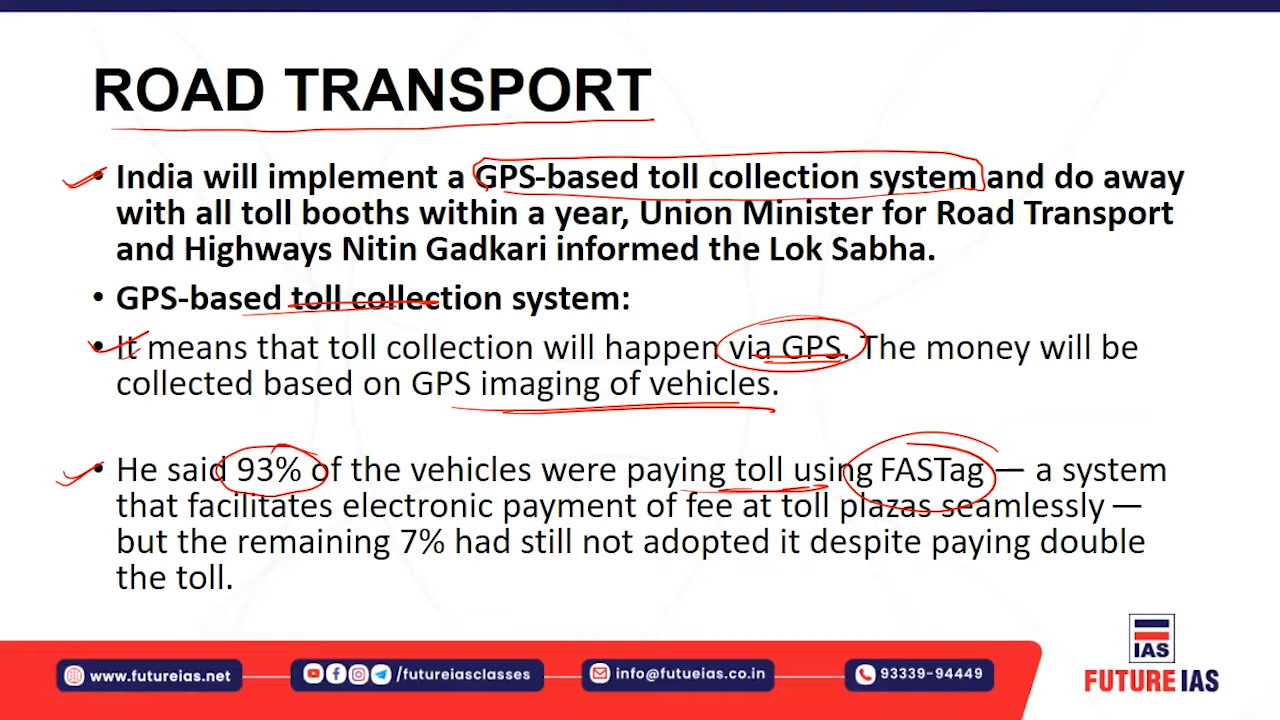 ROAD TRANSPORT
• India will implement a GPS-based toll collection system and do away
with all toll booths within a year, Union Minister for Road Transport
and Highways Nitin Gadkari informed the Lok Sabha.
• GPS-based toll collection system:
• It means that toll collection will happen via GPS. The money will be
collected based on GPS imaging of vehicles.
• He said 93% of the vehicles were paying toll using FASTag — a system
that facilitates electronic payment of fee at toll plazas seamlessly —
but the remaining 7% had still not adopted it despite paying double
the toll.
www.futureias.net
/futureiasclasses
info@futueias.co.in
93339-94449
IAS
FUTURE IAS